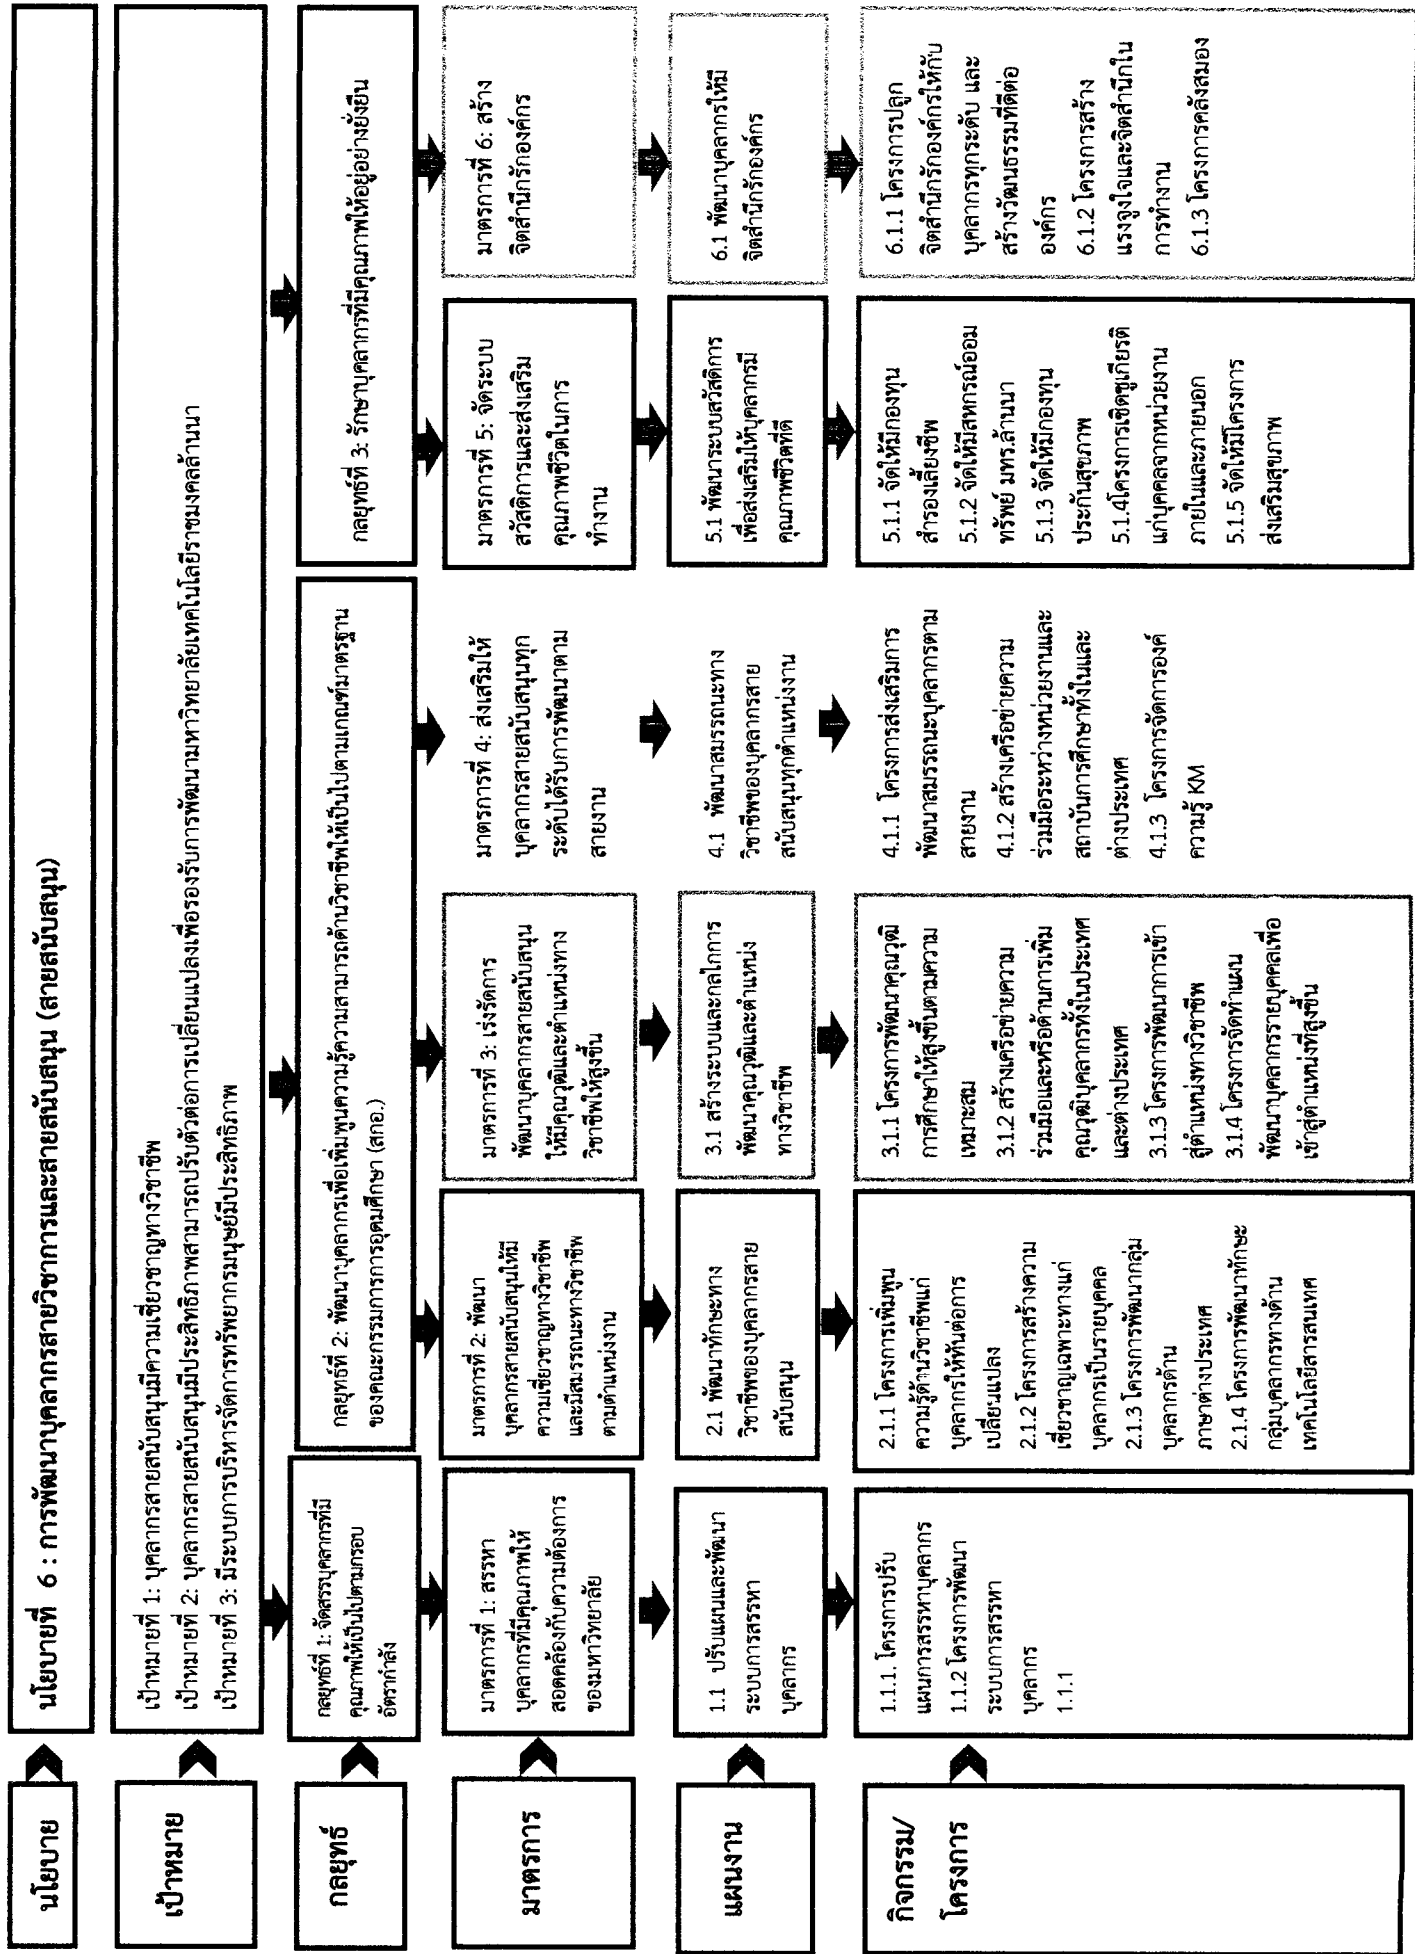 นโยบาย
นโยบายที่ 6 : การพัฒนาบุคลากรสายวิชาการและสายสนับสนุน (สายสนับสนุน)
เป้าหมาย
เป้าหมายที่ 1: บุคลากรสายสนับสนุนมีความเชี่ยวชาญทางวิชาชีพ
เป้าหมายที่ 2: บุคลากรสายสนับสนุนมีประสิทธิภาพสามารถปรับตัวต่อการเปลี่ยนแปลงเพื่อรองรับการพัฒนามหาวิทยาลัยเทคโนโลยีราชมงคลล้านนา
เป้าหมายที่ 3: มีระบบการบริหารจัดการทรัพยากรมนุษย์มีประสิทธิภาพ
กลยุทธ์
กลยุทธ์ที่ 1: จัดสรรบุคลากรที่มี
คุณภาพให้เป็นไปตามกรอบ
อัตรากำลัง
กลยุทธ์ที่ 2: พัฒนาบุคลากรเพื่อเพิ่มพูนความรู้ความสามารถด้านวิชาชีพให้เป็นไปตามเกณฑ์มาตรฐาน
ของคณะกรรมการการอุดมศึกษา (สกอ.)
กลยุทธ์ที่ 3: รักษาบุคลากรที่มีคุณภาพให้อยู่อย่างยั่งยืน
มาตรการ
มาตรการที่ 1: สรรหา
บุคลากรที่มีคุณภาพให้
สอดคล้องกับความต้องการ
ของมหาวิทยาลัย
มาตรการที่ 2: พัฒนา
บุคลากรสายสนับสนุนให้มี
ความเชี่ยวชาญทางวิชาชีพ
และมีสมรรถนะทางวิชาชีพ
ตามตำแหน่งงาน
มาตรการที่ 3: เร่งรัดการ
พัฒนาบุคลากรสายสนับสนุน
ให้มีคุณวุฒิและตำแหน่งทาง
วิชาชีพให้สูงขึ้น
มาตรการที่ 4: ส่งเสริมให้
บุคลากรสายสนับสนุนทุก
ระดับได้รับการพัฒนาตาม
สายงาน
มาตรการที่ 5: จัดระบบ
สวัสดิการและส่งเสริม
คุณภาพชีวิตในการ
ทำงาน
มาตรการที่ 6: สร้าง
จิตสำนึกรักองค์กร
แผนงาน
1.1 ปรับแผนและพัฒนา
ระบบการสรรหา
บุคลากร
2.1 พัฒนาทักษะทาง
วิชาชีพของบุคลากรสาย
สนับสนุน
3.1 สร้างระบบและกลไกการ
พัฒนาคุณวุฒิและตำแหน่ง
ทางวิชาชีพ
4.1 พัฒนาสมรรถนะทาง
วิชาชีพของบุคลากรสาย
สนับสนุนทุกตำแหน่งงาน
5.1 พัฒนาระบบสวัสดิการ
เพื่อส่งเสริมให้บุคลากรมี
คุณภาพชีวิตที่ดี
6.1 พัฒนาบุคลากรให้มี
จิตสำนึกรักองค์กร
กิจกรรม/
โครงการ
1.1.1. โครงการปรับ
แผนการสรรหาบุคลากร
1.1.2 โครงการพัฒนา
ระบบการสรรหา
บุคลากร
1.1.1
2.1.1 โครงการเพิ่มพูน
ความรู้ด้านวิชาชีพแก่
บุคลากรให้ทันต่อการ
เปลี่ยนแปลง
2.1.2 โครงการสร้างความ
เชี่ยวชาญเฉพาะทางแก่
บุคลากรเป็นรายบุคคล
2.1.3 โครงการพัฒนากลุ่ม
บุคลากรด้าน
ภาษาต่างประเทศ
2.1.4 โครงการพัฒนาทักษะ
กลุ่มบุคลากรทางด้าน
เทคโนโลยีสารสนเทศ
3.1.1 โครงการพัฒนาคุณวุฒิ
การศึกษาให้สูงขึ้นตามความ
เหมาะสม
3.1.2 สร้างเครือข่ายความ
ร่วมมือและหรือด้านการเพิ่ม
คุณวุฒิบุคลากรทั้งในประเทศ
และต่างประเทศ
3.1.3 โครงการพัฒนาการเข้า
สู่ตำแหน่งทางวิชาชีพ
3.1.4 โครงการจัดทำแผน
พัฒนาบุคลากรรายบุคคลเพื่อ
เข้าสู่ตำแหน่งที่สูงขึ้น
4.1.1 โครงการส่งเสริมการ
พัฒนาสมรรถนะบุคลากรตาม
สายงาน
4.1.2 สร้างเครือข่ายความ
ร่วมมือระหว่างหน่วยงานและ
สถาบันการศึกษาทั้งในและ
ต่างประเทศ
4.1.3 โครงการจัดการองค์
ความรู้ KM
5.1.1 จัดให้มีกองทุน
สำรองเลี้ยงชีพ
5.1.2 จัดให้มีสหกรณ์ออม
ทรัพย์ มทร.ล้านนา
5.1.3 จัดให้มีกองทุน
ประกันสุขภาพ
5.1.4โครงการเชิดชูเกียรติ
แก่บุคคลจากหน่วยงาน
ภายในและภายนอก
5.1.5 จัดให้มีโครงการ
ส่งเสริมสุขภาพ
6.1.1 โครงการปลูก
จิตสำนึกรักองค์กรให้กับ
บุคลากรทุกระดับ และ
สร้างวัฒนธรรมที่ดีต่อ
องค์กร
6.1.2 โครงการสร้าง
แรงจูงใจและจิตสำนึกใน
การทำงาน
6.1.3 โครงการคลังสมอง